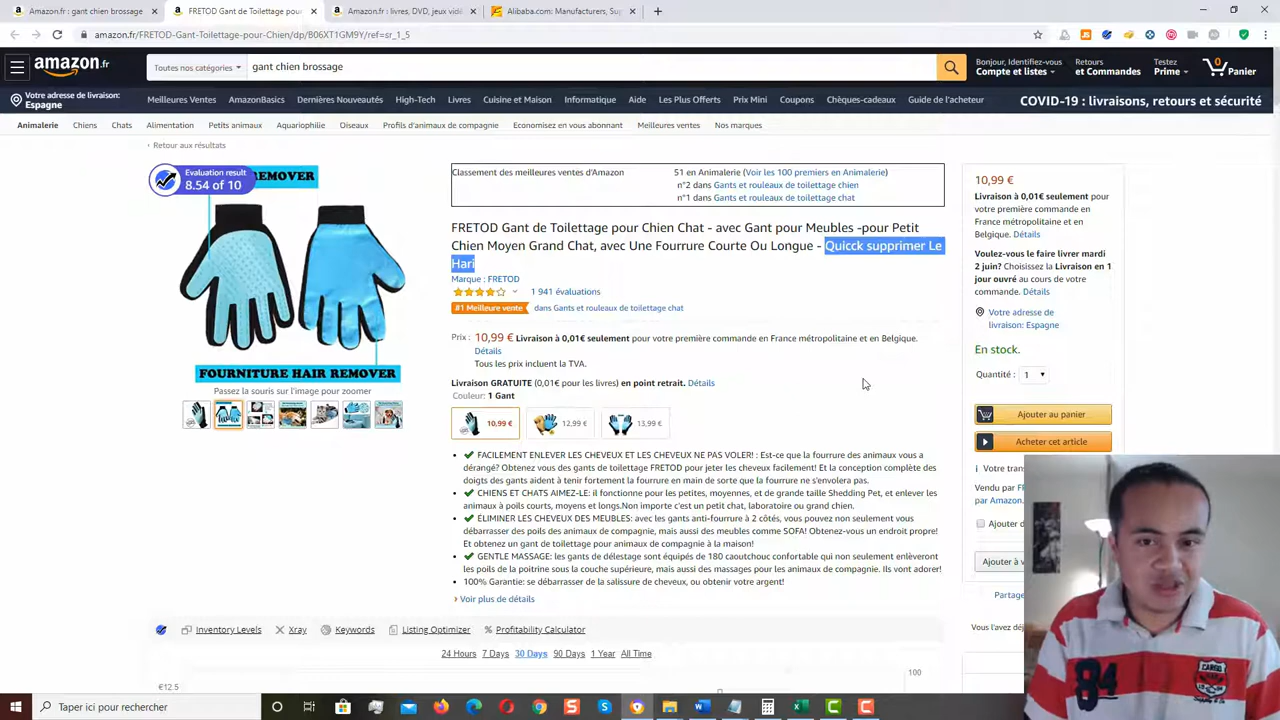 Amazon.fr : gant chien brossage
FRETOD Gant de Toilettage pour
Amazon.fr : livres, DVD, jeux vidé
Alibaba.com: Manufacturers, Sup
amazon.fr/FRETOD-Gant-Toilettage-pour-Chien/dp/B06XT1GM9Y/ref=sr_1_5
amazon.fr
Toutes nos catégories
gant chien brossage
Bonjour, Identifiez-vous
Compte et listes
Retours
et Commandes
Testez
Prime
0
Panier
Votre adresse de livraison:
Espagne
Meilleures Ventes
AmazonBasics
Dernières Nouveautés
High-Tech
Livres
Cuisine et Maison
Informatique
Aide
Les Plus Offerts
Prix Mini
Coupons
Chèques-cadeaux
Guide de l'acheteur
COVID-19 : livraisons, retours et sécurité
Animalerie
Chiens
Chats
Alimentation
Petits animaux
Aquariophilie
Oiseaux
Profils d'animaux de compagnie
Economisez en vous abonnant
Meilleures ventes
Nos marques
‹ Retour aux résultats
Evaluation result
8.54 of 10
REMOVER
FOURNITURE HAIR REMOVER
Passez la souris sur l'image pour zoomer
Classement des meilleures ventes d'Amazon
51 en Animalerie (Voir les 100 premiers en Animalerie)
n°2 dans Gants et rouleaux de toilettage chien
n°1 dans Gants et rouleaux de toilettage chat
FRETOD Gant de Toilettage pour Chien Chat - avec Gant pour Meubles -pour Petit
Chien Moyen Grand Chat, avec Une Fourrure Courte Ou Longue - Quicck supprimer Le
Hari
Marque : FRETOD
1 941 évaluations
#1 Meilleure vente
dans Gants et rouleaux de toilettage chat
Prix : 10,99 € Livraison à 0,01€ seulement pour votre première commande en France métropolitaine et en Belgique.
Détails
Tous les prix incluent la TVA.
Livraison GRATUITE (0,01€ pour les livres) en point retrait. Détails
Couleur: 1 Gant
10,99 €
12,99 €
13,99 €
• ✔ FACILEMENT ENLEVER LES CHEVEUX ET LES CHEVEUX NE PAS VOLER! : Est-ce que la fourrure des animaux vous a
dérangé? Obtenez vous des gants de toilettage FRETOD pour jeter les cheveux facilement! Et la conception complète des
doigts des gants aident à tenir fortement la fourrure en main de sorte que la fourrure ne s'envolera pas.
• ✔ CHIENS ET CHATS AIMEZ-LE: il fonctionne pour les petites, moyennes, et de grande taille Shedding Pet, et enlever les
animaux à poils courts, moyens et longs.Non importe c'est un petit chat, laboratoire ou grand chien.
• ✔ ÉLIMINER LES CHEVEUX DES MEUBLES: avec les gants anti-fourrure à 2 côtés, vous pouvez non seulement vous
débarrasser des poils des animaux de compagnie, mais aussi des meubles comme SOFA! Obtenez-vous un endroit propre!
Et obtenez un gant de toilettage pour animaux de compagnie à la maison!
• ✔ GENTLE MASSAGE: les gants de délestage sont équipés de 180 caoutchouc confortable qui non seulement enlèveront
les poils de la poitrine sous la couche supérieure, mais aussi des massages pour les animaux de compagnie. Ils vont adorer!
• 100% Garantie: se débarrasser de la salissure de cheveux, ou obtenir votre argent!
› Voir plus de détails
10,99 €
Livraison à 0,01€ seulement pour
votre première commande en
France métropolitaine et en
Belgique. Détails
Voulez-vous le faire livrer mardi
2 juin? Choisissez la Livraison en 1
jour ouvré au cours de votre
commande. Détails
Votre adresse de
livraison: Espagne
En stock.
Quantité : 1
Ajouter au panier
Acheter cet article
Votre
Vendu par
par Amazon.
Ajouter
Ajouter à
Vous l'avez
Inventory Levels
Xray
Keywords
Listing Optimizer
% Profitability Calculator
24 Hours
7 Days
30 Days
90 Days
1 Year
All Time
€12.5
100
84
Taper ici pour rechercher